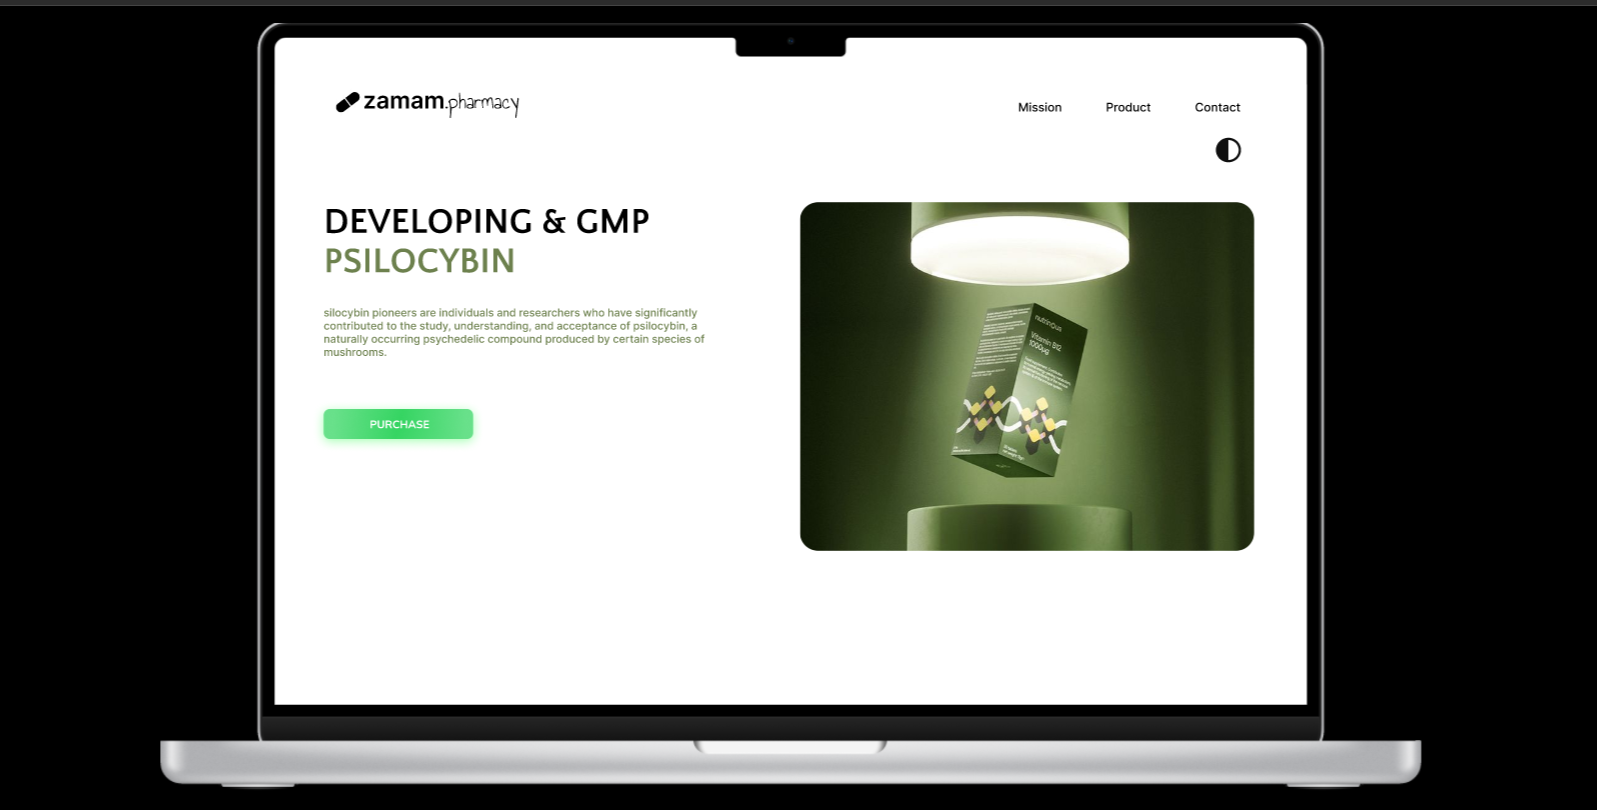 zamam.pharmacy
Mission
Product
Contact
DEVELOPING & GMP
PSILOCYBIN
silocybin pioneers are individuals and researchers who have significantly
contributed to the study, understanding, and acceptance of psilocybin, a
naturally occurring psychedelic compound produced by certain species of
mushrooms.
PURCHASE
nutrinQua
Vitamin B12
1000µg